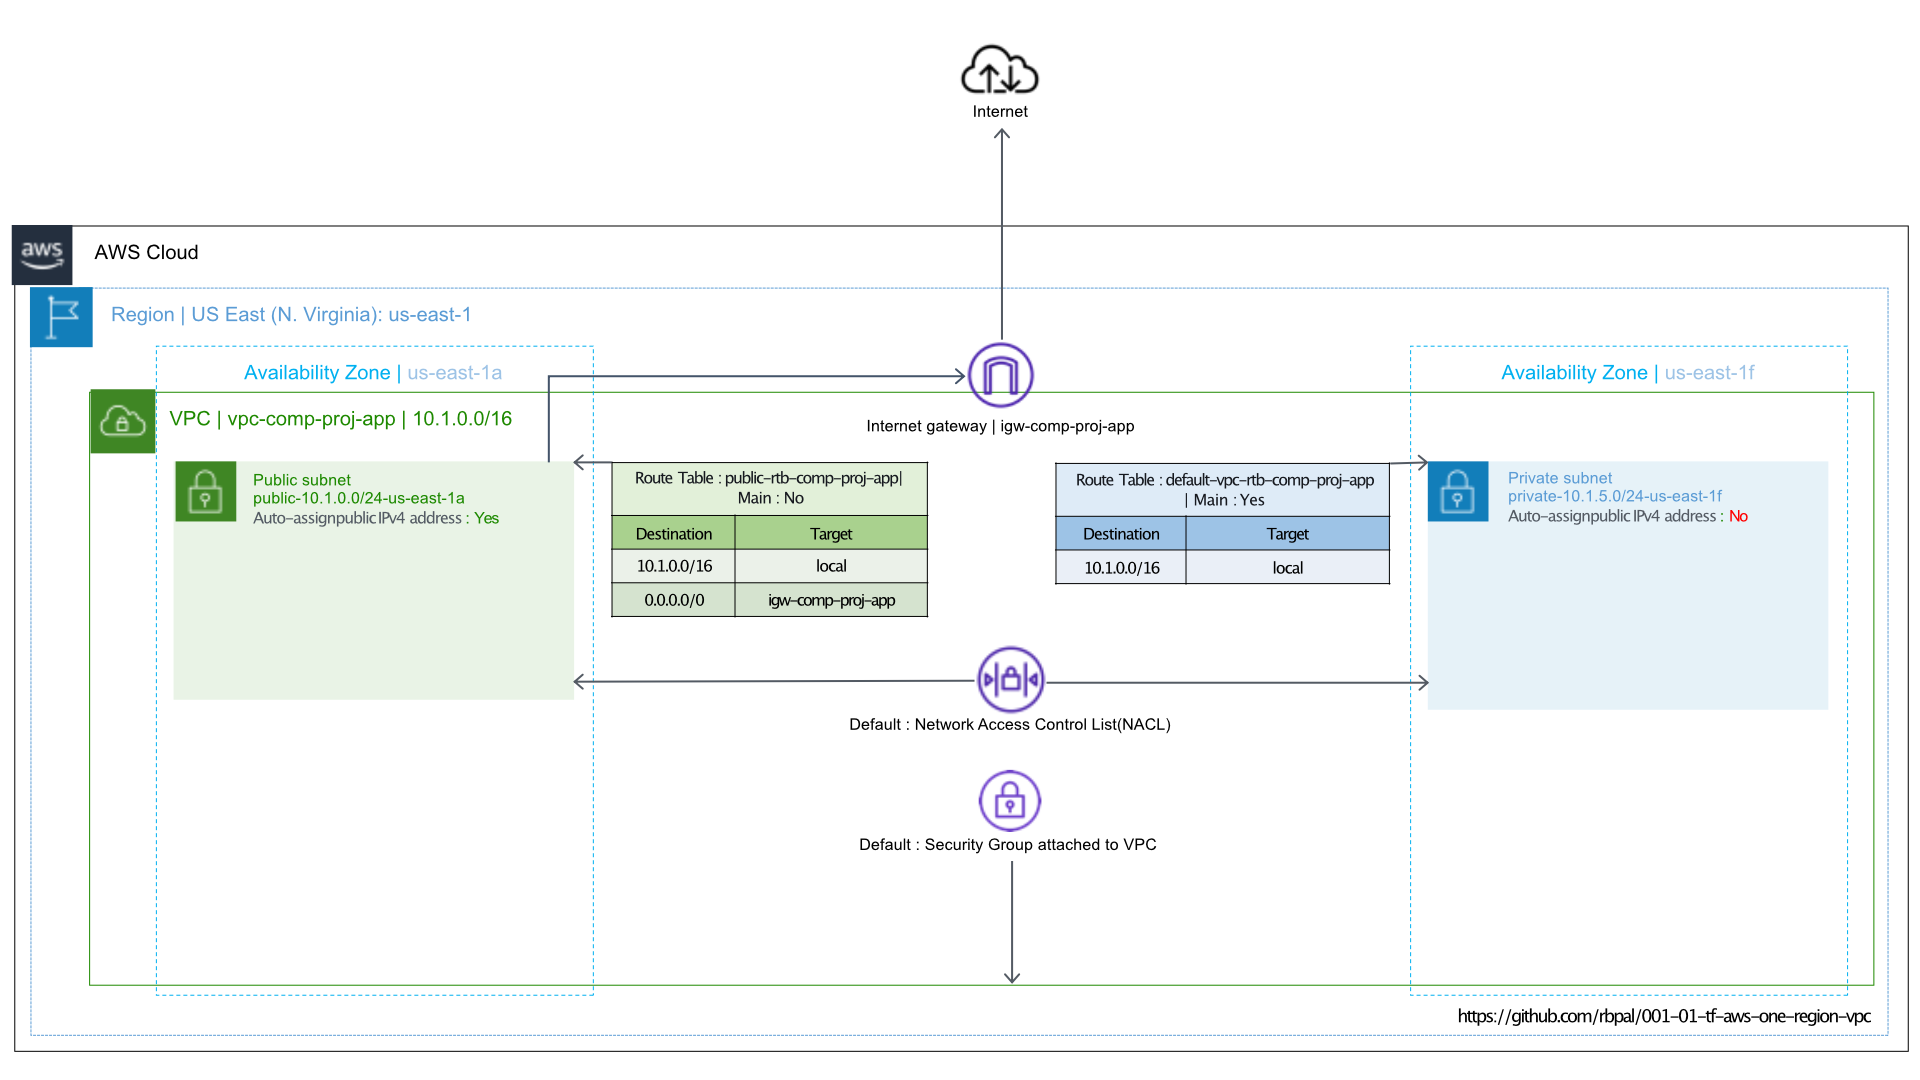 Internet
aws
AWS Cloud
Region | US East (N. Virginia): us-east-1
Availability Zone | us-east-1a
Availability Zone | us-east-1f
VPC | vpc-comp-proj-app | 10.1.0.0/16
Internet gateway | igw-comp-proj-app
Public subnet
public-10.1.0.0/24-us-east-1a
Auto-assignpublic IPv4 address : Yes
Route Table : public-rtb-comp-proj-app|
Main : No
Destination Target
10.1.0.0/16 local
0.0.0.0/0 igw-comp-proj-app
Route Table : default-vpc-rtb-comp-proj-app
| Main : Yes
Destination Target
10.1.0.0/16 local
Private subnet
private-10.1.5.0/24-us-east-1f
Auto-assignpublic IPv4 address : No
Default : Network Access Control List(NACL)
Default : Security Group attached to VPC
https://github.com/rbpal/001-01-tf-aws-one-region-vpc